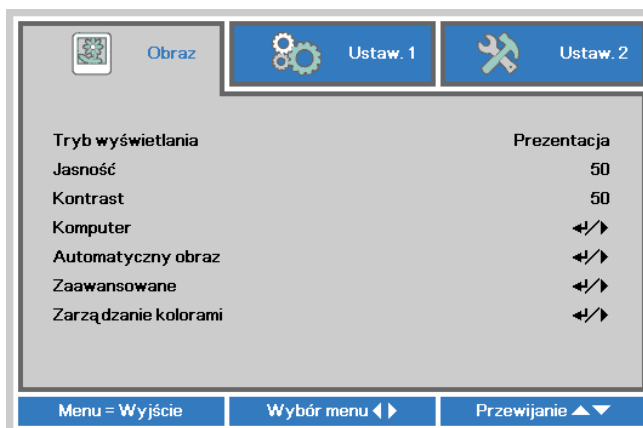 Obraz
Ustaw. 1
Ustaw. 2
Tryb wyświetlania Prezentacja
Jasność 50
Kontrast 50
Komputer ↵/▶
Automatyczny obraz ↵/▶
Zaawansowane ↵/▶
Zarządzanie kolorami ↵/▶
Menu = Wyjście
Wybór menu ◀▶
Przewijanie ▲▼